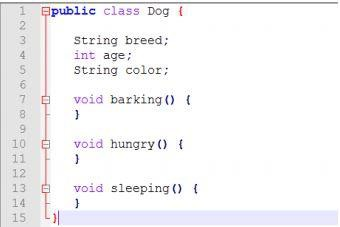 1 public class Dog {
2
3 String breed;
4 int age;
5 String color;
6
7 void barking() {
8 }
9
10 void hungry() {
11 }
12
13 void sleeping() {
14 }
15 }